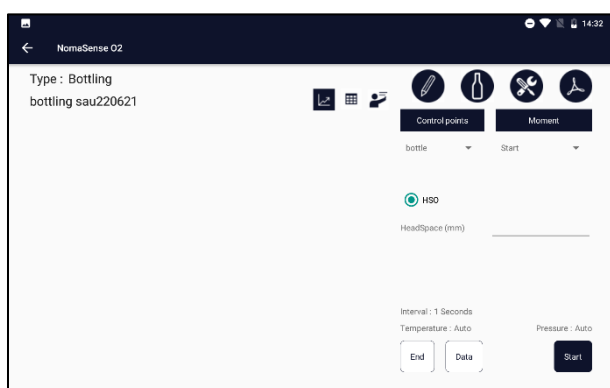 14:32
NomaSense O2
Type : Bottling
bottling sau220621
Control points
Moment
bottle
Start
HSO
HeadSpace (mm)
Interval : 1 Seconds
Temperature : Auto
Pressure : Auto
End
Data
Start